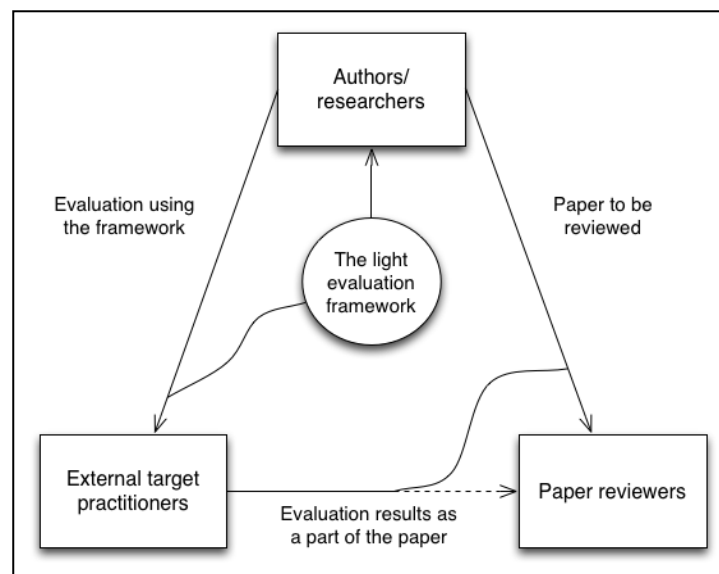 Authors/
researchers
Evaluation using
the framework
Paper to be
reviewed
The light
evaluation
framework
External target
practitioners
Paper reviewers
Evaluation results as
a part of the paper